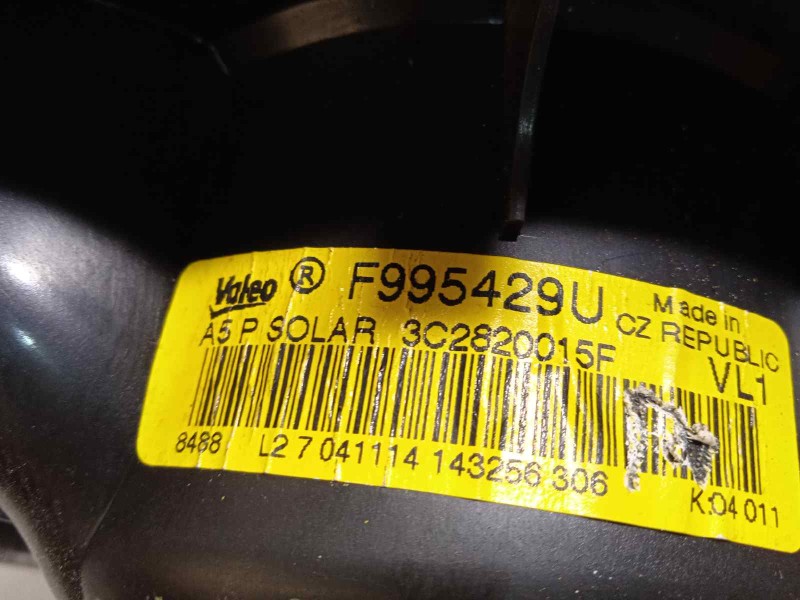 Valeo ® F995429U Made in
A5 P SOLAR 3C2820015F CZ REPUBLIC
VL1
8488 L2 7 041114 143256 306 K:04 011